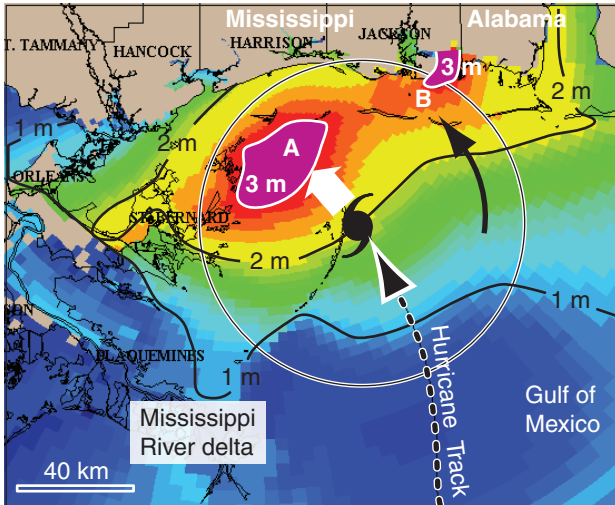 Mississippi
Alabama
T. TAMMANY
HANCOCK
HARRISON
JACKSON
3 m
B
2 m
1 m
2 m
A
3 m
ORLEANS
ST. BERNARD
2 m
1 m
PLAQUEMINES
1 m
Hurricane Track
Gulf of
Mexico
Mississippi
River delta
40 km